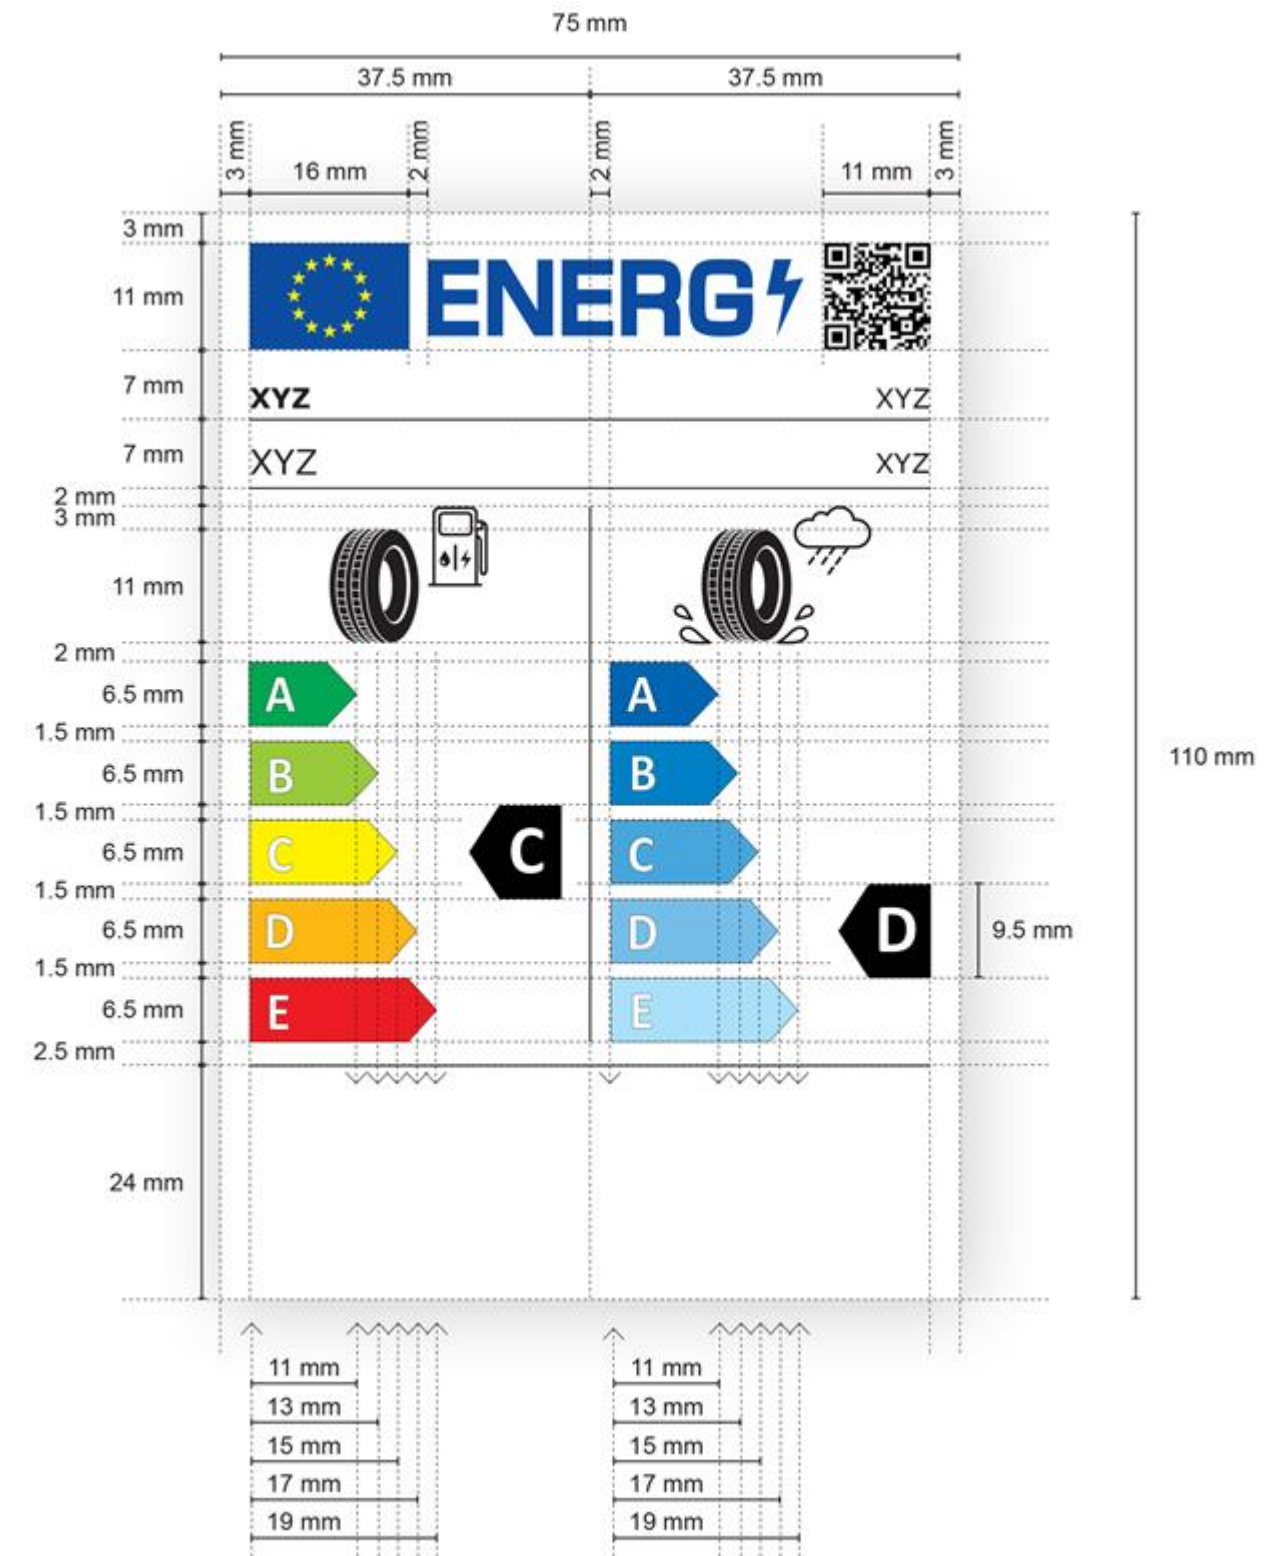 75 mm
37.5 mm 37.5 mm
3 mm 16 mm 2 mm 2 mm 11 mm 3 mm
3 mm
11 mm ENERG
7 mm XYZ XYZ
7 mm XYZ XYZ
2 mm
3 mm
11 mm
2 mm
6.5 mm A A
1.5 mm
6.5 mm B B
110 mm
1.5 mm
6.5 mm C C C
1.5 mm
6.5 mm D D D 9.5 mm
1.5 mm
6.5 mm E E
2.5 mm
24 mm
11 mm 11 mm
13 mm 13 mm
15 mm 15 mm
17 mm 17 mm
19 mm 19 mm